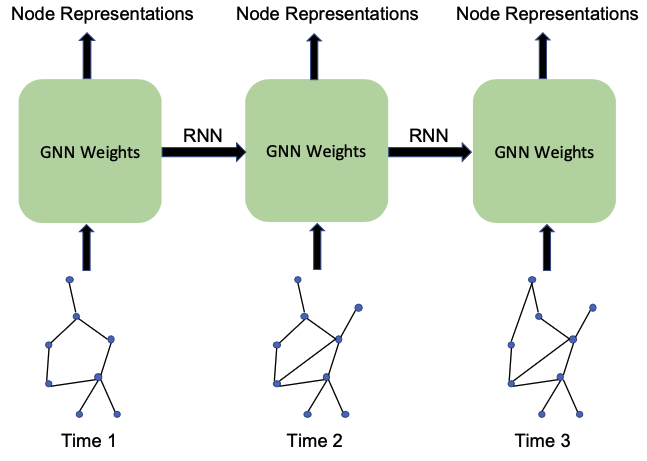 Node Representations
Node Representations
Node Representations
GNN Weights
RNN
GNN Weights
RNN
GNN Weights
Time 1
Time 2
Time 3